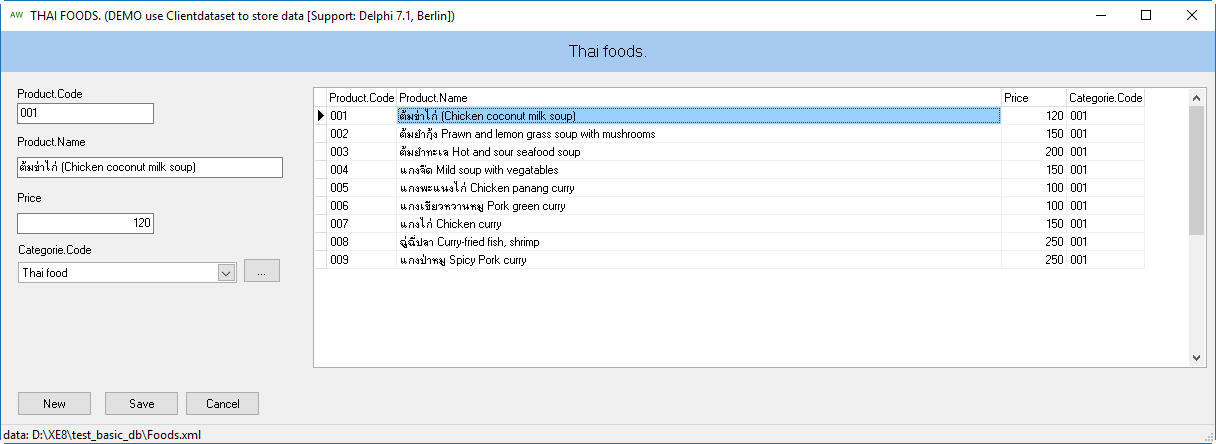 AW THAI FOODS. (DEMO use Clientdataset to store data [Support: Delphi 7.1, Berlin])
Thai foods.
Product.Code
001
Product.Name
ต้มข่าไก่ (Chicken coconut milk soup)
Price
120
Categorie.Code
Thai food
...
Product.Code Product.Name Price Categorie.Code
001 ต้มข่าไก่ (Chicken coconut milk soup) 120 001
002 ต้มยำกุ้ง Prawn and lemon grass soup with mushrooms 150 001
003 ต้มยำทะเล Hot and sour seafood soup 200 001
004 แกงจืด Mild soup with vegatables 150 001
005 แกงพะแนงไก่ Chicken panang curry 100 001
006 แกงเขียวหวานหมู Pork green curry 100 001
007 แกงไก่ Chicken curry 150 001
008 ฉู่ฉี่ปลา Curry-fried fish, shrimp 250 001
009 แกงป่าหมู Spicy Pork curry 250 001
New Save Cancel
data: D:\XE8\test_basic_db\Foods.xml